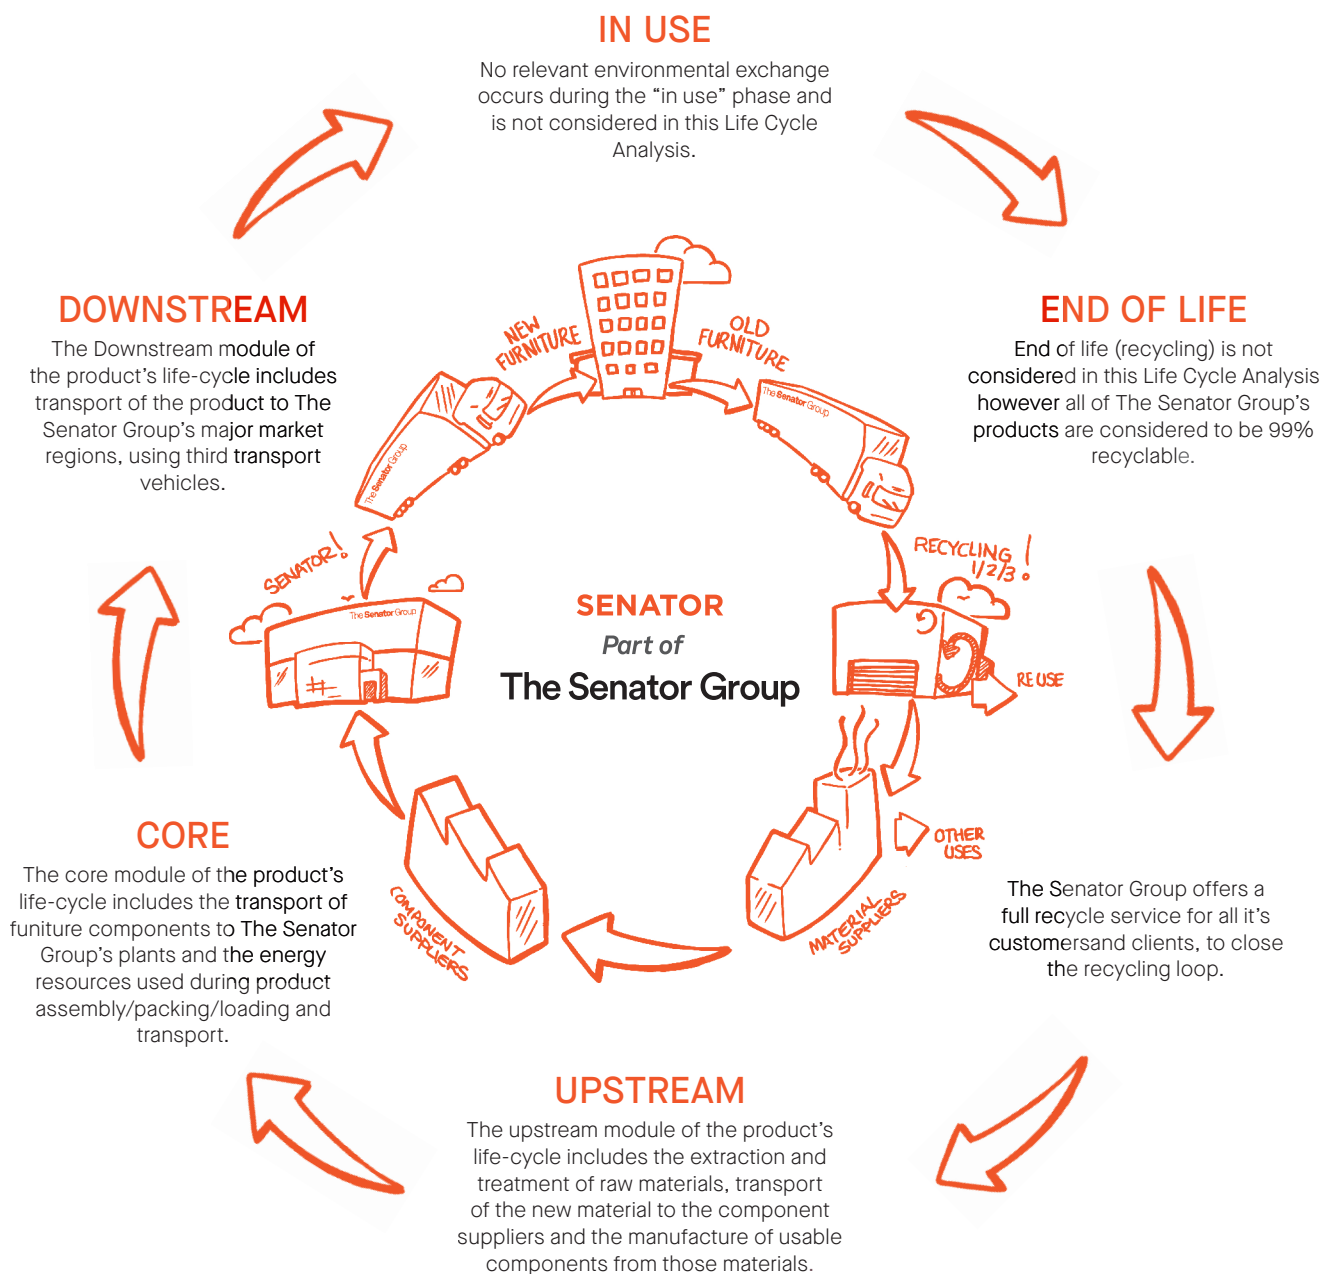 IN USE
No relevant environmental exchange
occurs during the “in use” phase and
is not considered in this Life Cycle
Analysis.
DOWNSTREAM
The Downstream module of
the product’s life-cycle includes
transport of the product to The
Senator Group’s major market
regions, using third transport
vehicles.
END OF LIFE
End of life (recycling) is not
considered in this Life Cycle Analysis
however all of The Senator Group’s
products are considered to be 99%
recyclable.
NEW
FURNITURE
OLD
FURNITURE
The Senator Group
The Senator Group
SENATOR!
The Senator Group
RECYCLING !
1/2/3
RE USE
SENATOR
Part of
The Senator Group
OTHER
USES
COMPONENT
SUPPLIERS
MATERIAL
SUPPLIERS
CORE
The core module of the product’s
life-cycle includes the transport of
funiture components to The Senator
Group’s plants and the energy
resources used during product
assembly/packing/loading and
transport.
The Senator Group offers a
full recycle service for all it’s
customersand clients, to close
the recycling loop.
UPSTREAM
The upstream module of the product’s
life-cycle includes the extraction and
treatment of raw materials, transport
of the new material to the component
suppliers and the manufacture of usable
components from those materials.